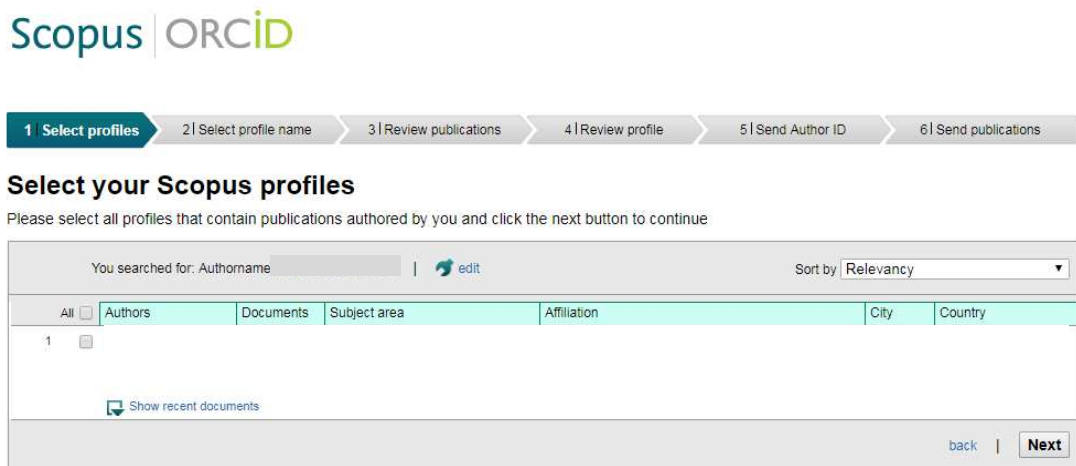 Scopus | ORCiD
1 | Select profiles 2 | Select profile name 3 | Review publications 4 | Review profile 5 | Send Author ID 6 | Send publications
Select your Scopus profiles
Please select all profiles that contain publications authored by you and click the next button to continue
You searched for: Authorname | edit Sort by Relevancy
All Authors Documents Subject area Affiliation City Country
1
Show recent documents
back | Next